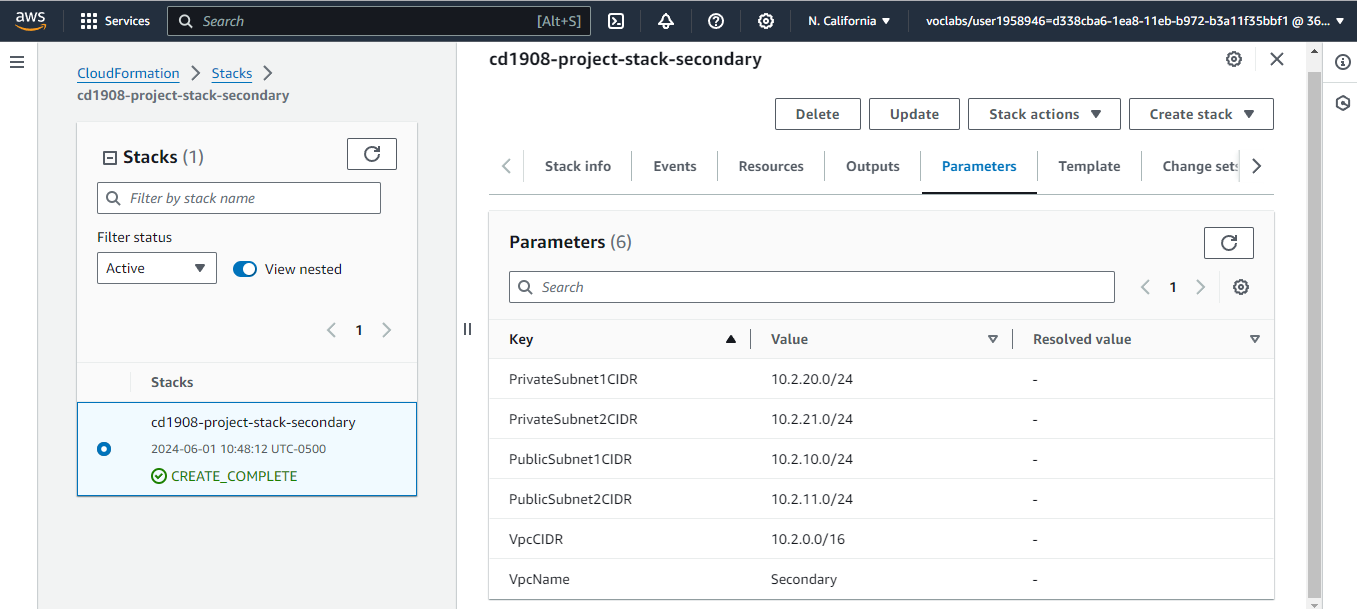 aws
Services
Search
[Alt+S]
N. California
voclabs/user1958946=d338cba6-1ea8-11eb-b972-b3a11f35bbf1 @ 36...
CloudFormation
Stacks
cd1908-project-stack-secondary
Stacks (1)
Filter by stack name
Filter status
Active
View nested
1
Stacks
cd1908-project-stack-secondary
2024-06-01 10:48:12 UTC-0500
CREATE_COMPLETE
cd1908-project-stack-secondary
Delete
Update
Stack actions
Create stack
Stack info
Events
Resources
Outputs
Parameters
Template
Change sets
Parameters (6)
Search
1
Key Value Resolved value
PrivateSubnet1CIDR 10.2.20.0/24 -
PrivateSubnet2CIDR 10.2.21.0/24 -
PublicSubnet1CIDR 10.2.10.0/24 -
PublicSubnet2CIDR 10.2.11.0/24 -
VpcCIDR 10.2.0.0/16 -
VpcName Secondary -